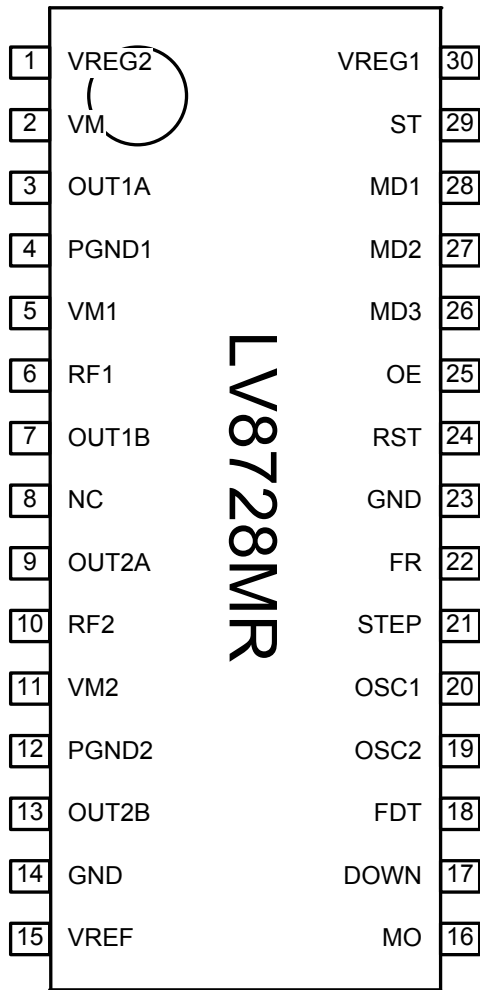 1 VREG2 VREG1 30
2 VM ST 29
3 OUT1A MD1 28
4 PGND1 MD2 27
5 VM1 MD3 26
6 RF1 OE 25
7 OUT1B RST 24
8 NC GND 23
9 OUT2A FR 22
10 RF2 STEP 21
11 VM2 OSC1 20
12 PGND2 OSC2 19
13 OUT2B FDT 18
14 GND DOWN 17
15 VREF MO 16
LV8728MR